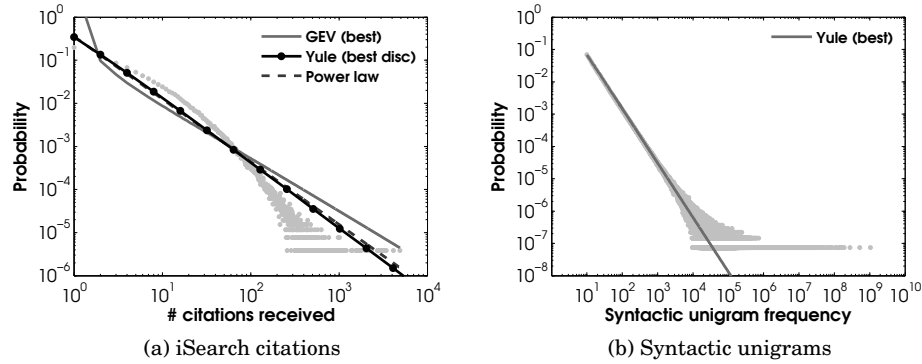 10^0
10^-1
10^-2
10^-3
10^-4
10^-5
10^-6
Probability
GEV (best)
Yule (best disc)
Power law
10^0 10^1 10^2 10^3 10^4
# citations received
(a) iSearch citations
10^0
10^-1
10^-2
10^-3
10^-4
10^-5
10^-6
10^-7
10^-8
Probability
Yule (best)
10^1 10^2 10^3 10^4 10^5 10^6 10^7 10^8 10^9 10^10
Syntactic unigram frequency
(b) Syntactic unigrams